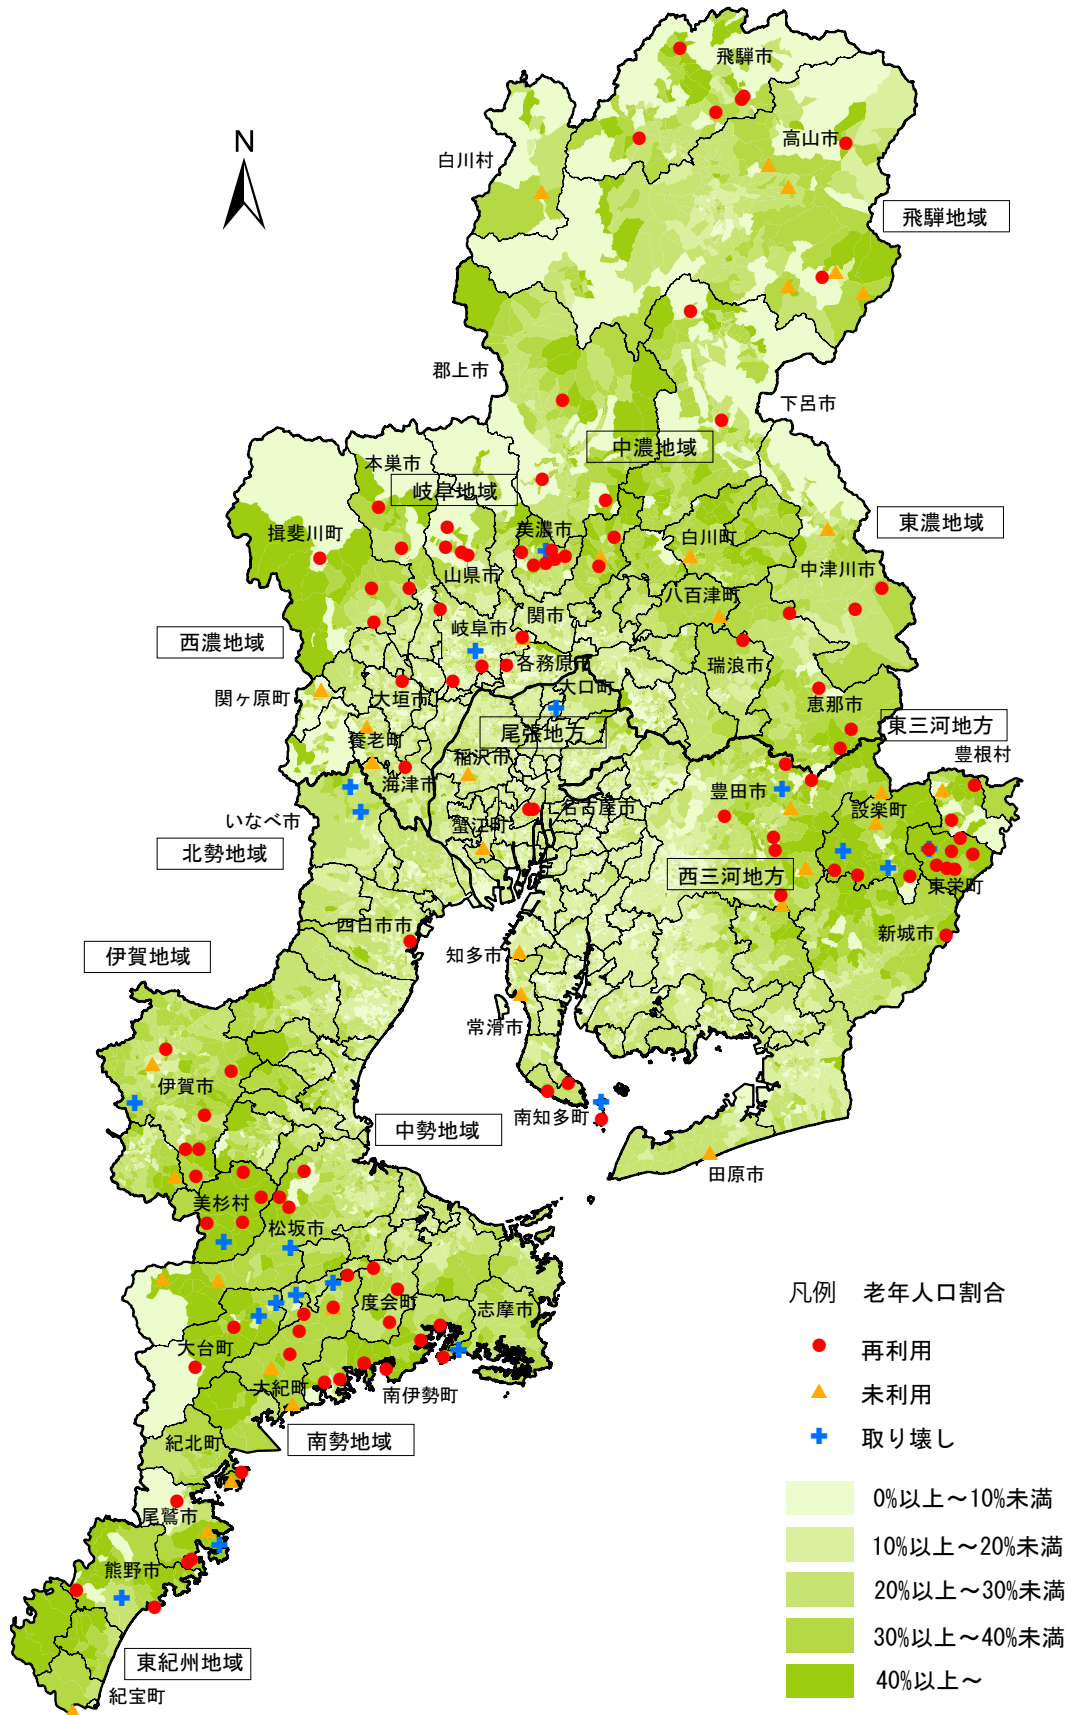 飛騨市
N
高山市
白川村
飛騨地域
郡上市
下呂市
中濃地域
本巣市
岐阜地域
東濃地域
揖斐川町
美濃市
白川町
中津川市
山県市
八百津町
関市
岐阜市
西濃地域
各務原市
瑞浪市
関ヶ原町
大垣市
大口町
恵那市
東三河地方
尾張地方
養老町
稲沢市
豊根村
海津市
豊田市
名古屋市
設楽町
いなべ市
蟹江町
北勢地域
西三河地方
東栄町
四日市市
新城市
知多市
伊賀地域
常滑市
伊賀市
南知多町
中勢地域
田原市
美杉村
松坂市
凡例 老年人口割合
度会町
志摩市
再利用
大台町
大紀町
南伊勢町
未利用
紀北町
南勢地域
取り壊し
0%以上～10%未満
尾鷲市
10%以上～20%未満
熊野市
20%以上～30%未満
30%以上～40%未満
東紀州地域
40%以上～
紀宝町